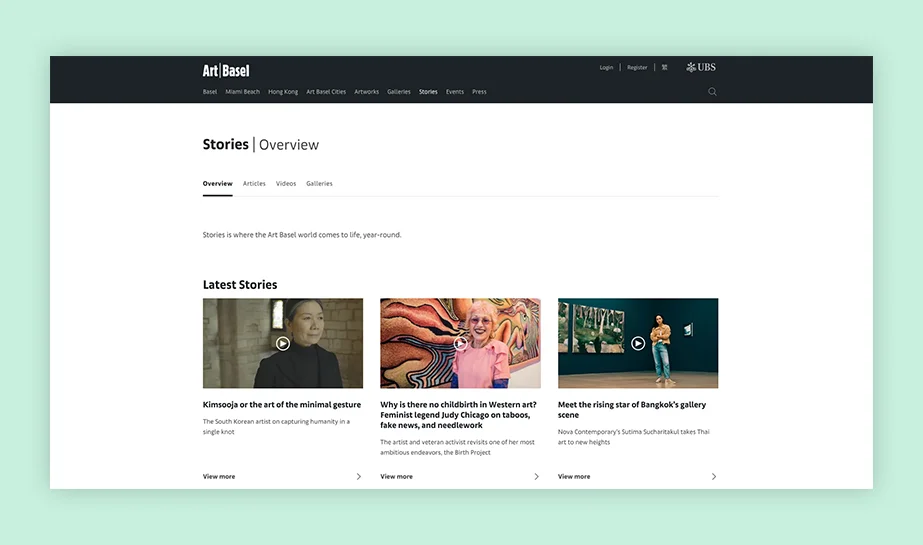 Art|Basel
Login | Register | 繁
UBS
Basel Miami Beach Hong Kong Art Basel Cities Artworks Galleries Stories Events Press
Stories | Overview
Overview Articles Videos Galleries
Stories is where the Art Basel world comes to life, year-round.
Latest Stories
Kimsooja or the art of the minimal gesture
The South Korean artist on capturing humanity in a
single knot
View more
Why is there no childbirth in Western art?
Feminist legend Judy Chicago on taboos,
fake news, and needlework
The artist and veteran activist revisits one of her most
ambitious endeavors, the Birth Project
View more
Meet the rising star of Bangkok's gallery
scene
Nova Contemporary's Sutima Sucharitakul takes Thai
art to new heights
View more